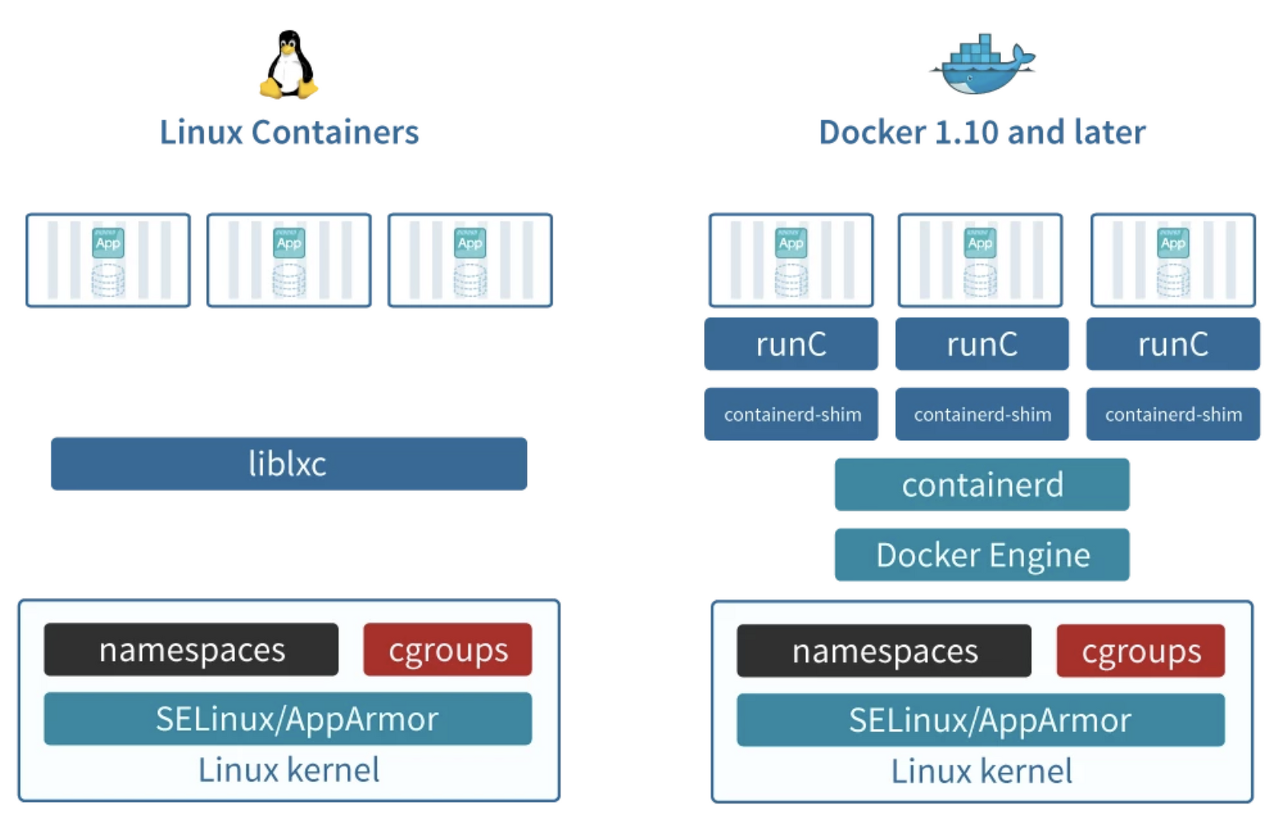 Linux Containers
App
App
App
liblxc
namespaces
cgroups
SELinux/AppArmor
Linux kernel
Docker 1.10 and later
App
App
App
runC
runC
runC
containerd-shim
containerd-shim
containerd-shim
containerd
Docker Engine
namespaces
cgroups
SELinux/AppArmor
Linux kernel